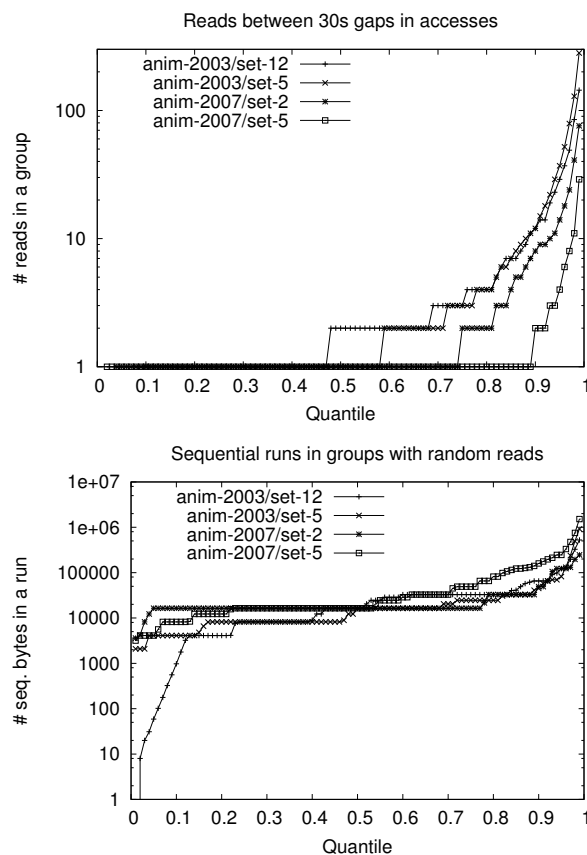 Reads between 30s gaps in accesses
anim-2003/set-12
anim-2003/set-5
anim-2007/set-2
anim-2007/set-5
# reads in a group
100
10
1
0 0.1 0.2 0.3 0.4 0.5 0.6 0.7 0.8 0.9 1
Quantile
Sequential runs in groups with random reads
anim-2003/set-12
anim-2003/set-5
anim-2007/set-2
anim-2007/set-5
# seq. bytes in a run
1e+07
1e+06
100000
10000
1000
100
10
1
0 0.1 0.2 0.3 0.4 0.5 0.6 0.7 0.8 0.9 1
Quantile